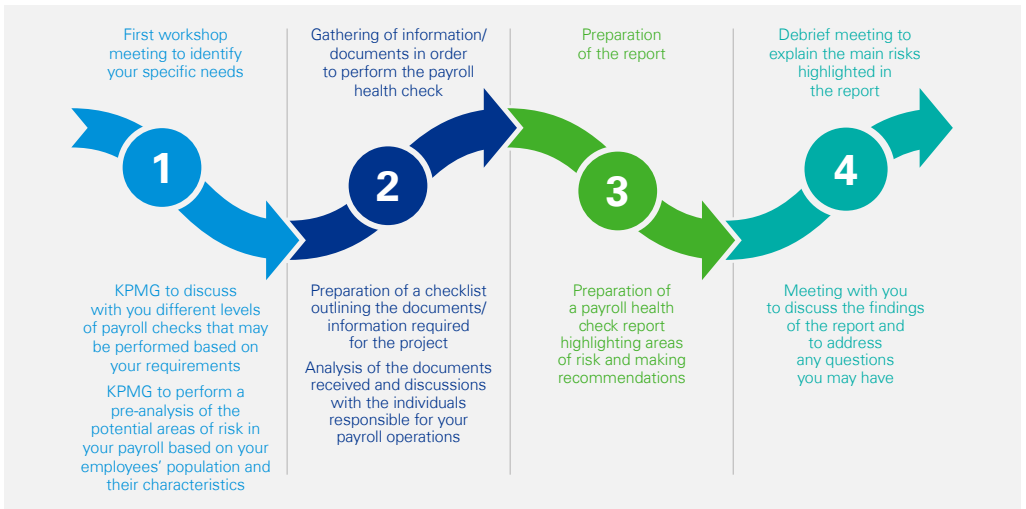 First workshop
meeting to identify
your specific needs
1
KPMG to discuss
with you different levels
of payroll checks that may
be performed based on
your requirements
KPMG to perform a
pre-analysis of the
potential areas of risk in
your payroll based on your
employees’ population and
their characteristics
Gathering of information/
documents in order
to perform the payroll
health check
2
Preparation of a checklist
outlining the documents/
information required
for the project
Analysis of the documents
received and discussions
with the individuals
responsible for your
payroll operations
Preparation
of the report
3
Preparation of
a payroll health
check report
highlighting areas
of risk and making
recommendations
Debrief meeting to
explain the main risks
highlighted in
the report
4
Meeting with you
to discuss the findings
of the report and
to address
any questions
you may have